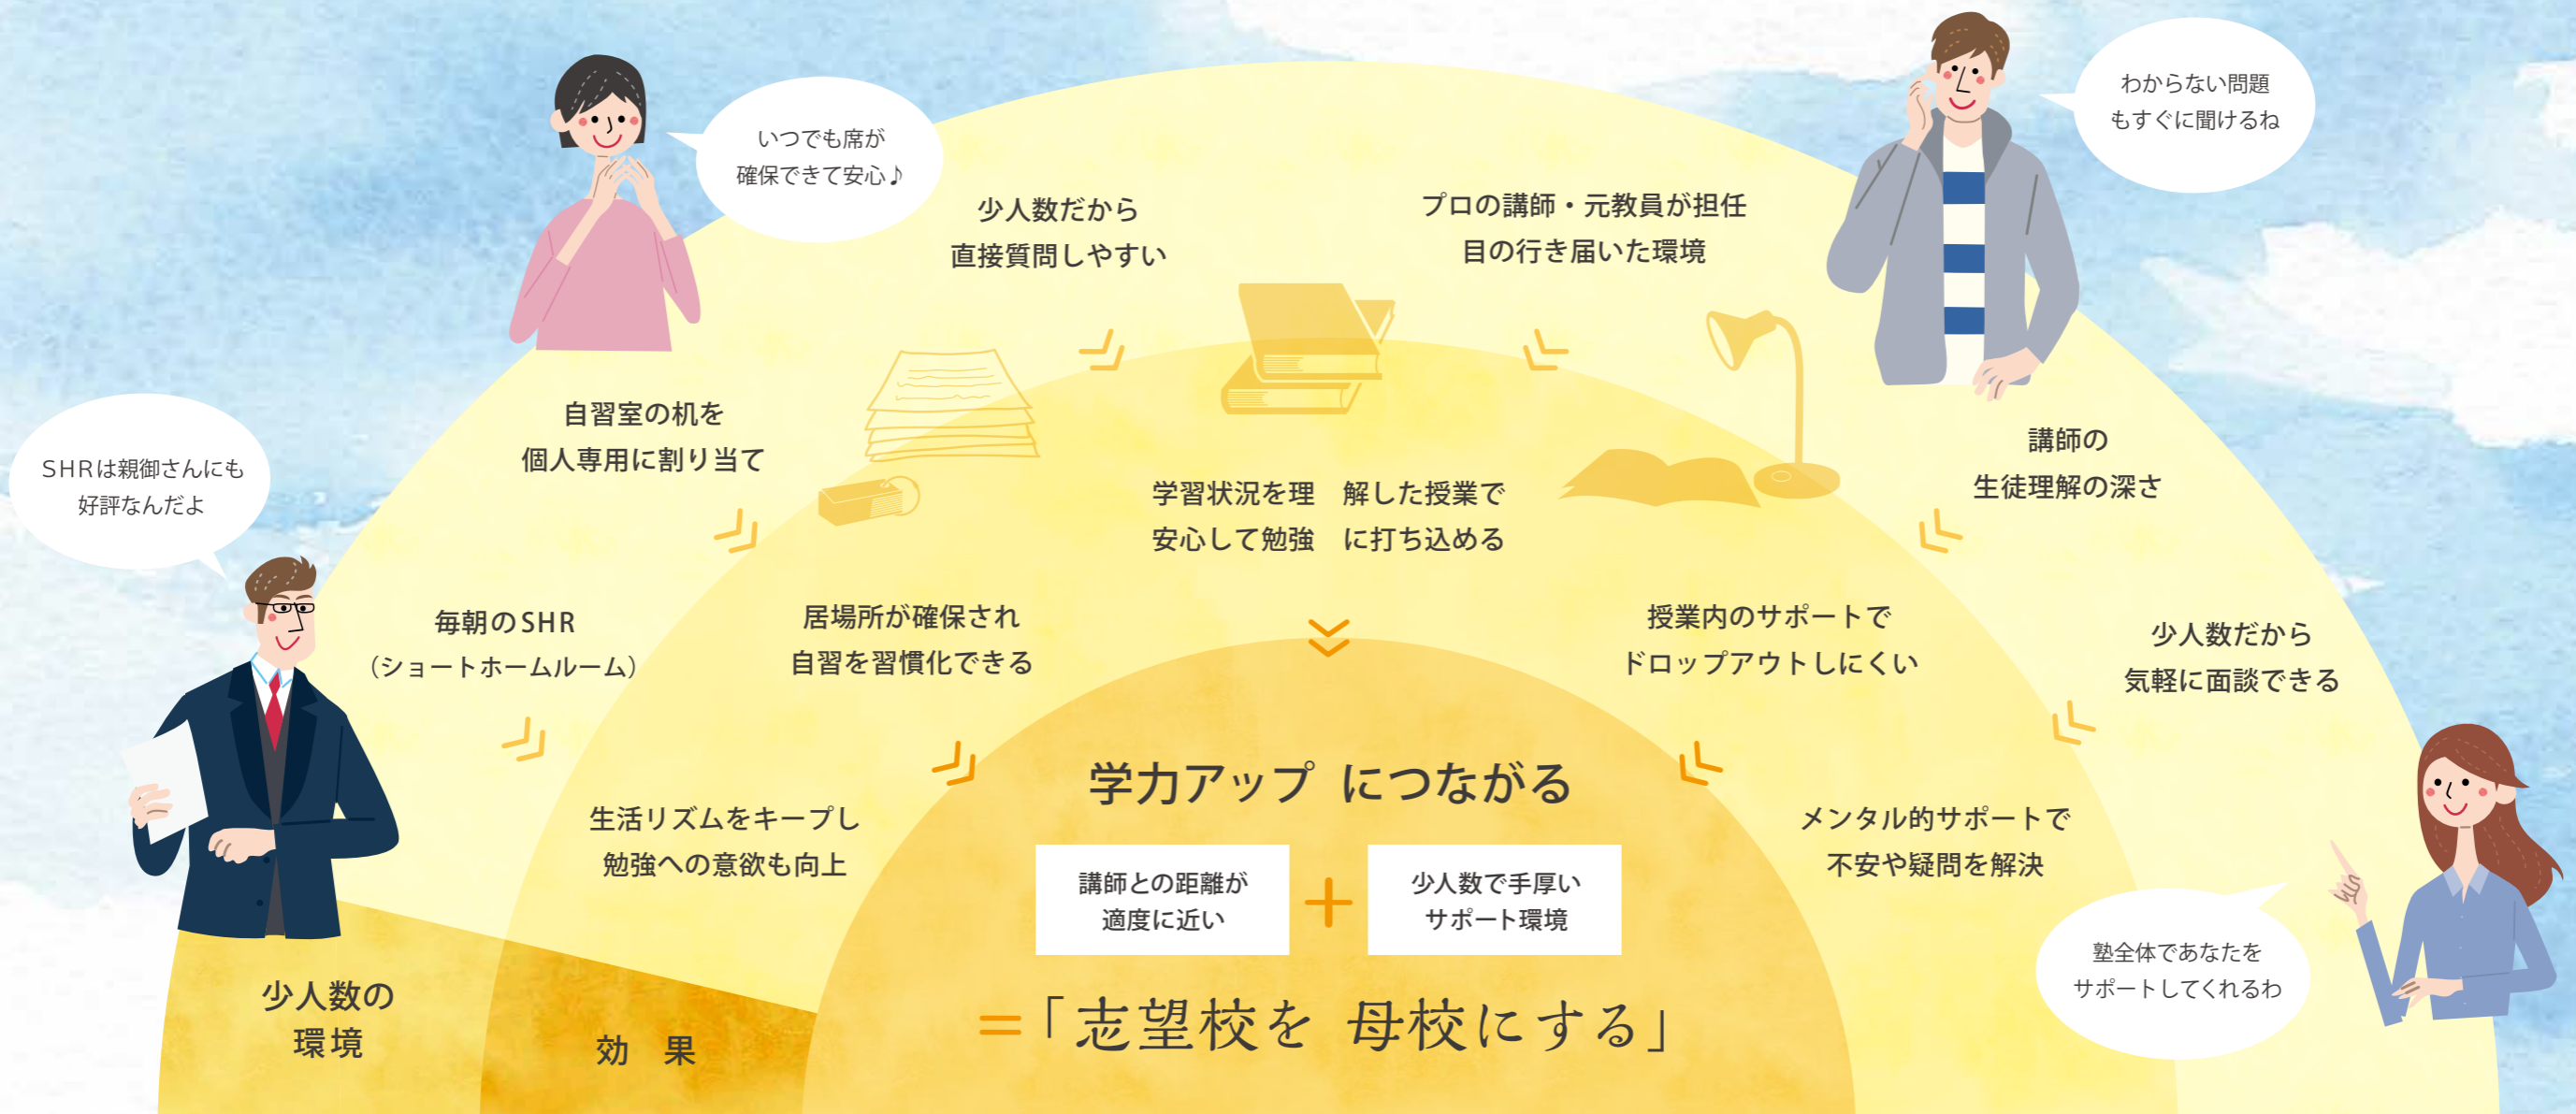 いつでも席が
確保できて安心♪
わからない問題
もすぐに聞けるね
少人数だから
直接質問しやすい
プロの講師・元教員が担任
目の行き届いた環境
自習室の机を
個人専用に割り当て
講師の
生徒理解の深さ
SHRは親御さんにも
好評なんだよ
学習状況を理 解した授業で
安心して勉強 に打ち込める
毎朝のSHR
（ショートホームルーム）
居場所が確保され
自習を習慣化できる
授業内のサポートで
ドロップアウトしにくい
少人数だから
気軽に面談できる
生活リズムをキープし
勉強への意欲も向上
メンタル的サポートで
不安や疑問を解決
学力アップ につながる
講師との距離が
適度に近い
＋
少人数で手厚い
サポート環境
＝「志望校を 母校にする」
塾全体であなたを
サポートしてくれるわ
少人数の
環境
効 果